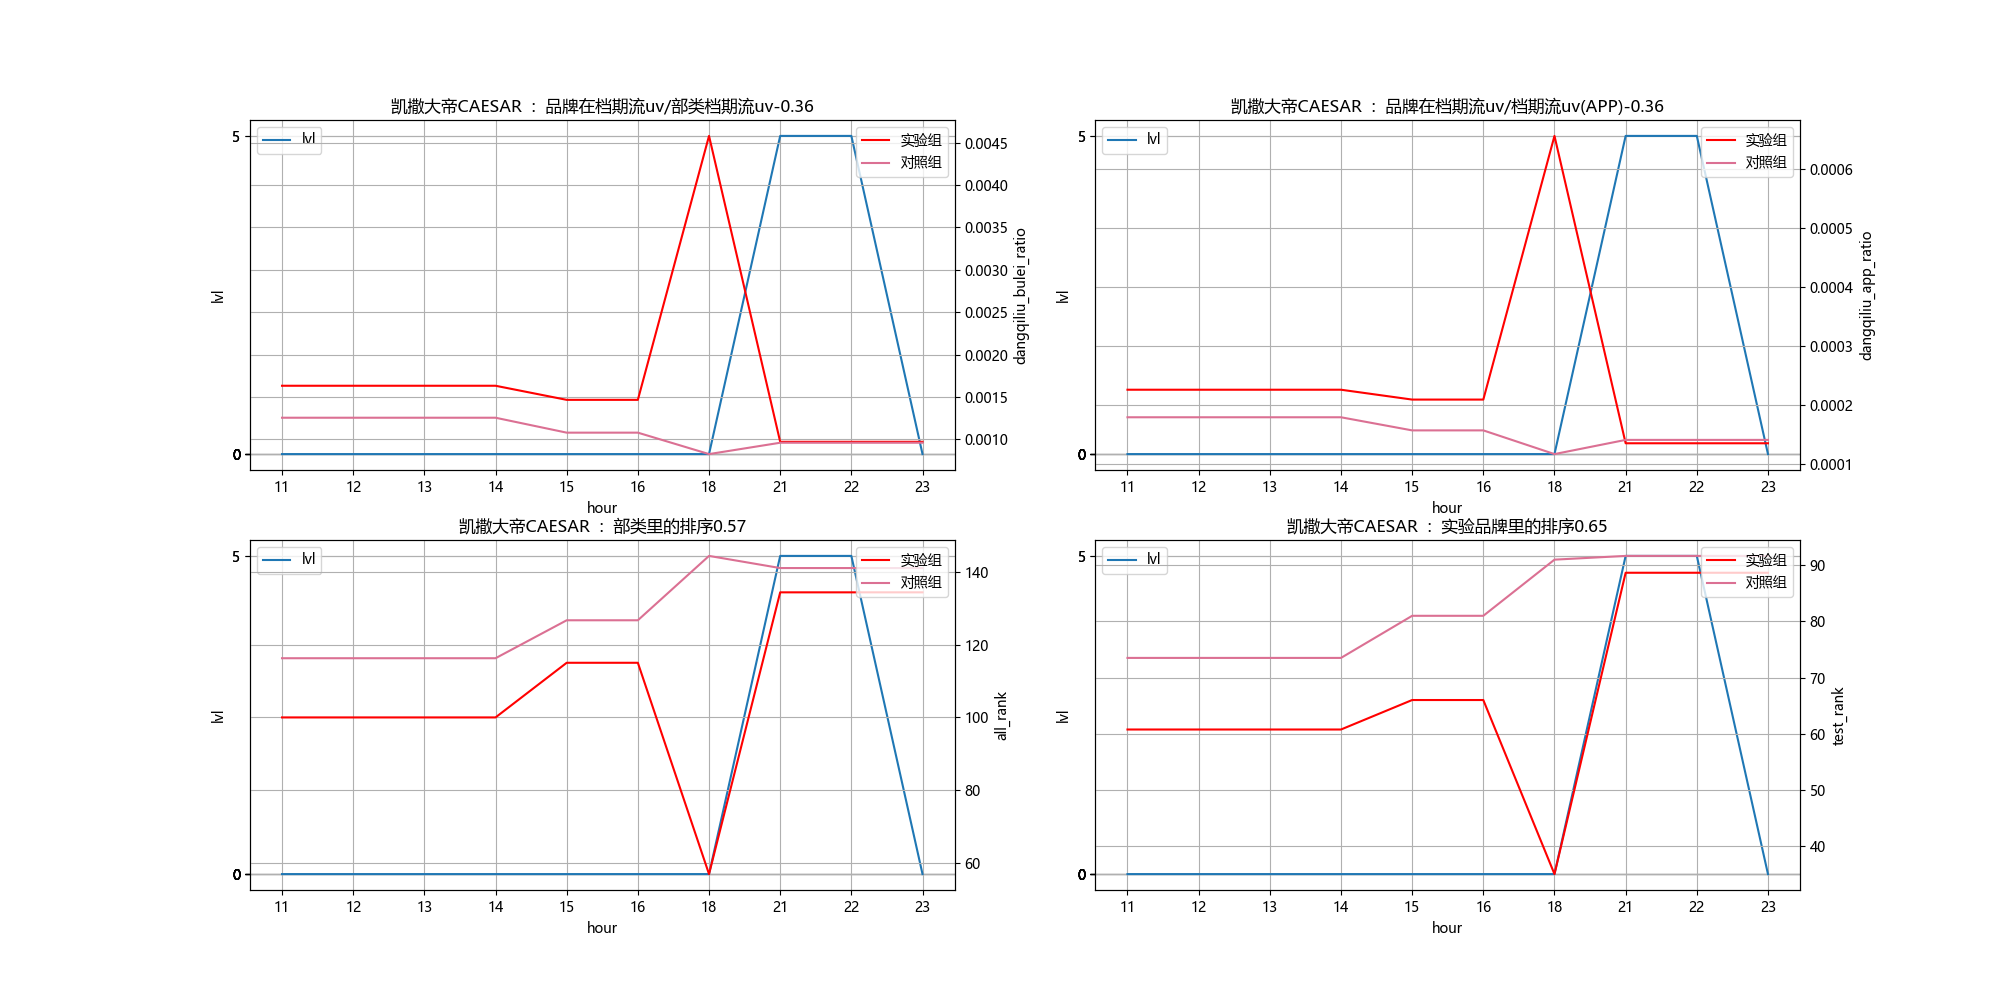 凯撒大帝CAESAR ： 品牌在档期流uv/部类档期流uv-0.36
lvl
实验组
对照组
5
0
lvl
0.0045
0.0040
0.0035
0.0030
0.0025
0.0020
0.0015
0.0010
dangqiliu_bulei_ratio
11 12 13 14 15 16 18 21 22 23
hour
凯撒大帝CAESAR ： 品牌在档期流uv/档期流uv(APP)-0.36
lvl
实验组
对照组
5
0
lvl
0.0006
0.0005
0.0004
0.0003
0.0002
0.0001
dangqiliu_app_ratio
11 12 13 14 15 16 18 21 22 23
hour
凯撒大帝CAESAR ： 部类里的排序0.57
lvl
实验组
对照组
5
0
lvl
140
120
100
80
60
all_rank
11 12 13 14 15 16 18 21 22 23
hour
凯撒大帝CAESAR ： 实验品牌里的排序0.65
lvl
实验组
对照组
5
0
lvl
90
80
70
60
50
40
test_rank
11 12 13 14 15 16 18 21 22 23
hour